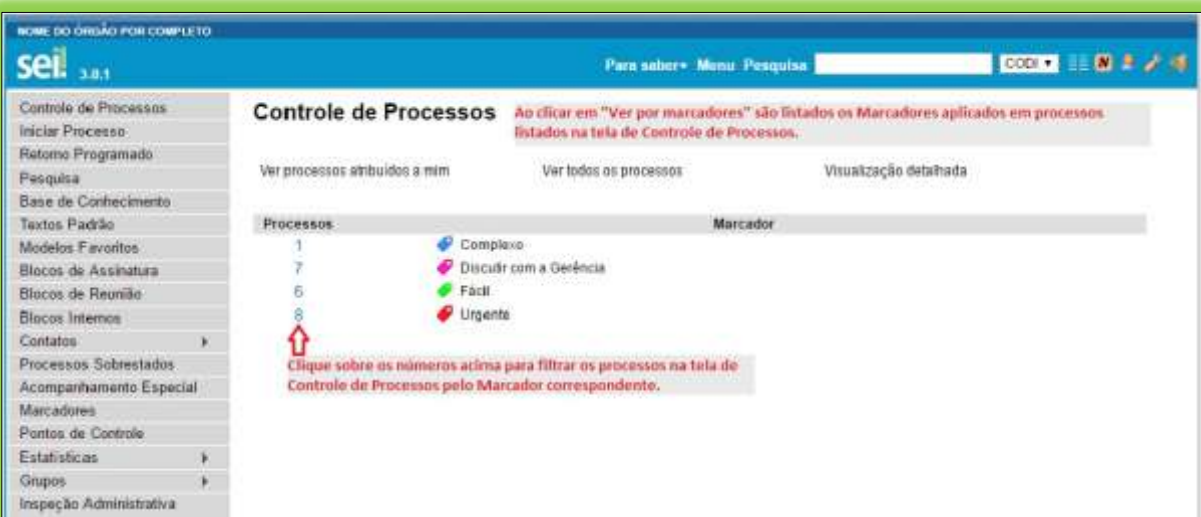 NOME DO ÓRGÃO POR COMPLETO
sei! 3.0.1
Para saber+ Menu Pesquisa CODI
Controle de Processos
Iniciar Processo
Retorno Programado
Pesquisa
Base de Conhecimento
Textos Padrão
Modelos Favoritos
Blocos de Assinatura
Blocos de Reunião
Blocos Internos
Contatos
Processos Sobrestados
Acompanhamento Especial
Marcadores
Pontos de Controle
Estatísticas
Grupos
Inspeção Administrativa
Controle de Processos
Ao clicar em "Ver por marcadores" são listados os Marcadores aplicados em processos
listados na tela de Controle de Processos.
Ver processos atribuídos a mim Ver todos os processos Visualização detalhada
Processos Marcador
1 Complexo
7 Discutir com a Gerência
6 Fácil
8 Urgente
Clique sobre os números acima para filtrar os processos na tela de
Controle de Processos pelo Marcador correspondente.